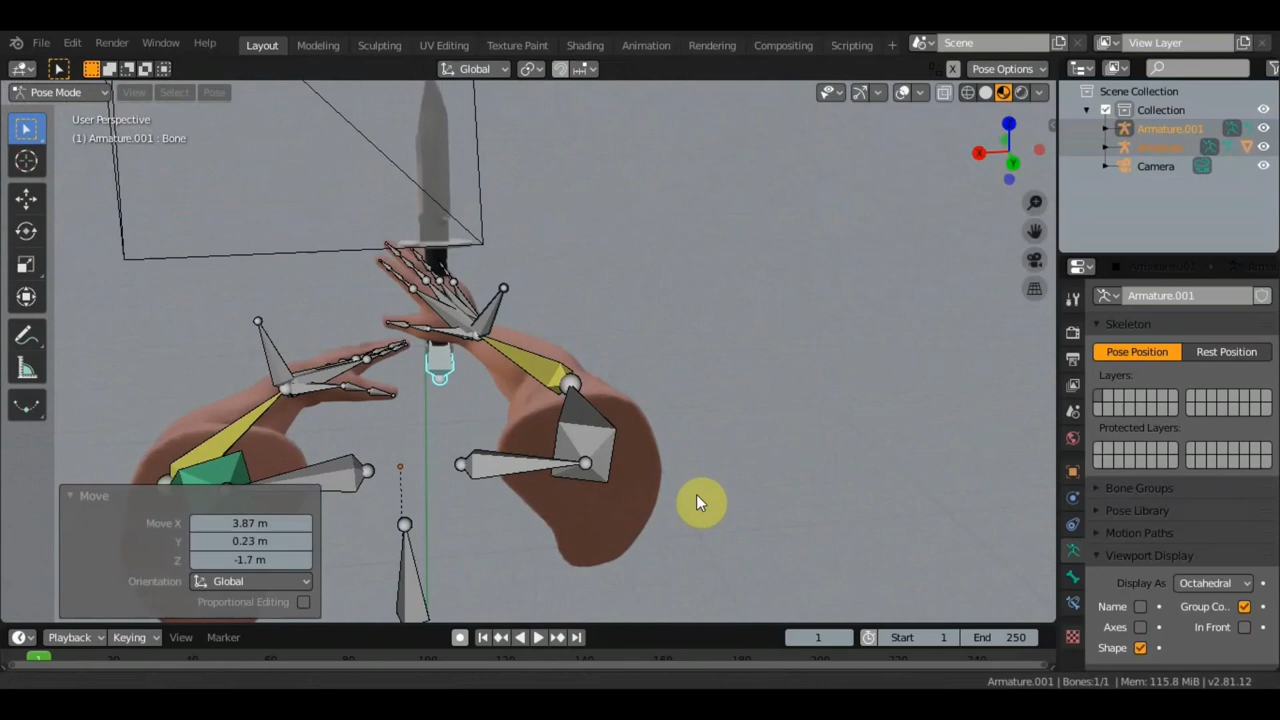 File Edit Render Window Help Layout Modeling Sculpting UV Editing Texture Paint Shading Animation Rendering Compositing Scripting + Scene View Layer
Global X Pose Options
Pose Mode View Select Pose
User Perspective
(1) Armature.001 : Bone
Z
X
Y
Scene Collection
Collection
Armature.001
Camera
Armature.001
Skeleton
Pose Position Rest Position
Layers:
Protected Layers:
Bone Groups
Pose Library
Motion Paths
Viewport Display
Display As Octahedral
Name Group Co..
Axes In Front
Shape
Move
Move X 3.87 m
Y 0.23 m
Z -1.7 m
Orientation Global
Proportional Editing
Playback Keying View Marker 1 Start 1 End 250
1
Armature.001 | Bones:1/1 | Mem: 115.8 MiB | v2.81.12